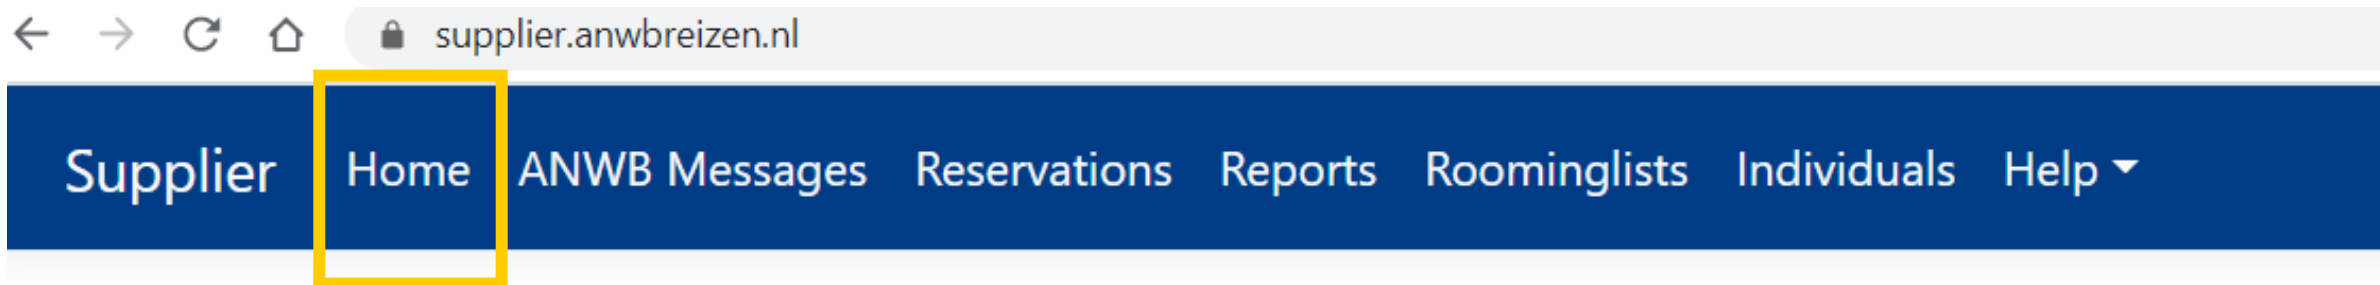 supplier.anwbreizen.nl
Supplier Home ANWB Messages Reservations Reports Roominglists Individuals Help